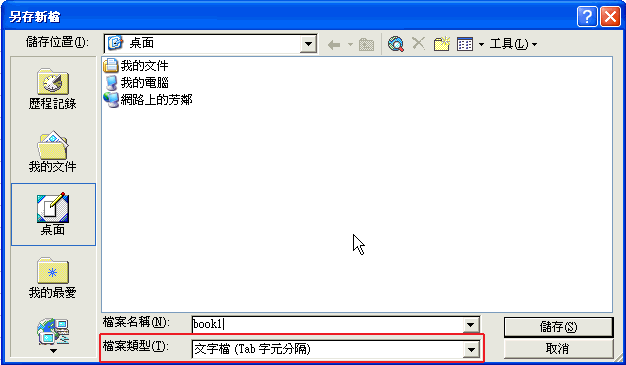 另存新檔
儲存位置(I):
桌面
工具(L)
歷程記錄
我的文件
桌面
我的最愛
我的文件
我的電腦
網路上的芳鄰
檔案名稱(N):
book1
儲存(S)
檔案類型(T):
文字檔 (Tab 字元分隔)
取消